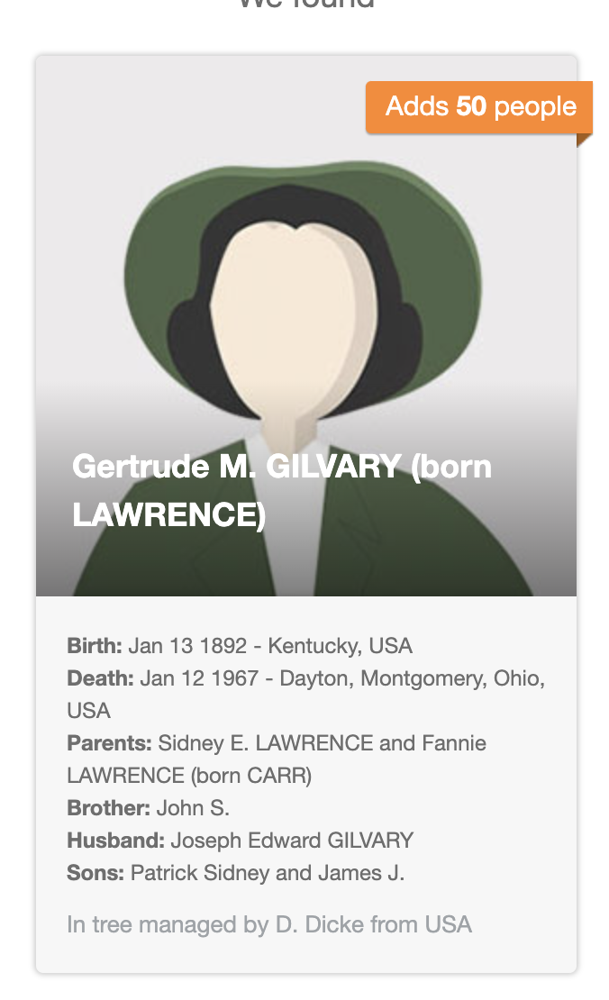 We found
Adds 50 people
Gertrude M. GILVARY (born
LAWRENCE)
Birth: Jan 13 1892 - Kentucky, USA
Death: Jan 12 1967 - Dayton, Montgomery, Ohio,
USA
Parents: Sidney E. LAWRENCE and Fannie
LAWRENCE (born CARR)
Brother: John S.
Husband: Joseph Edward GILVARY
Sons: Patrick Sidney and James J.
In tree managed by D. Dicke from USA